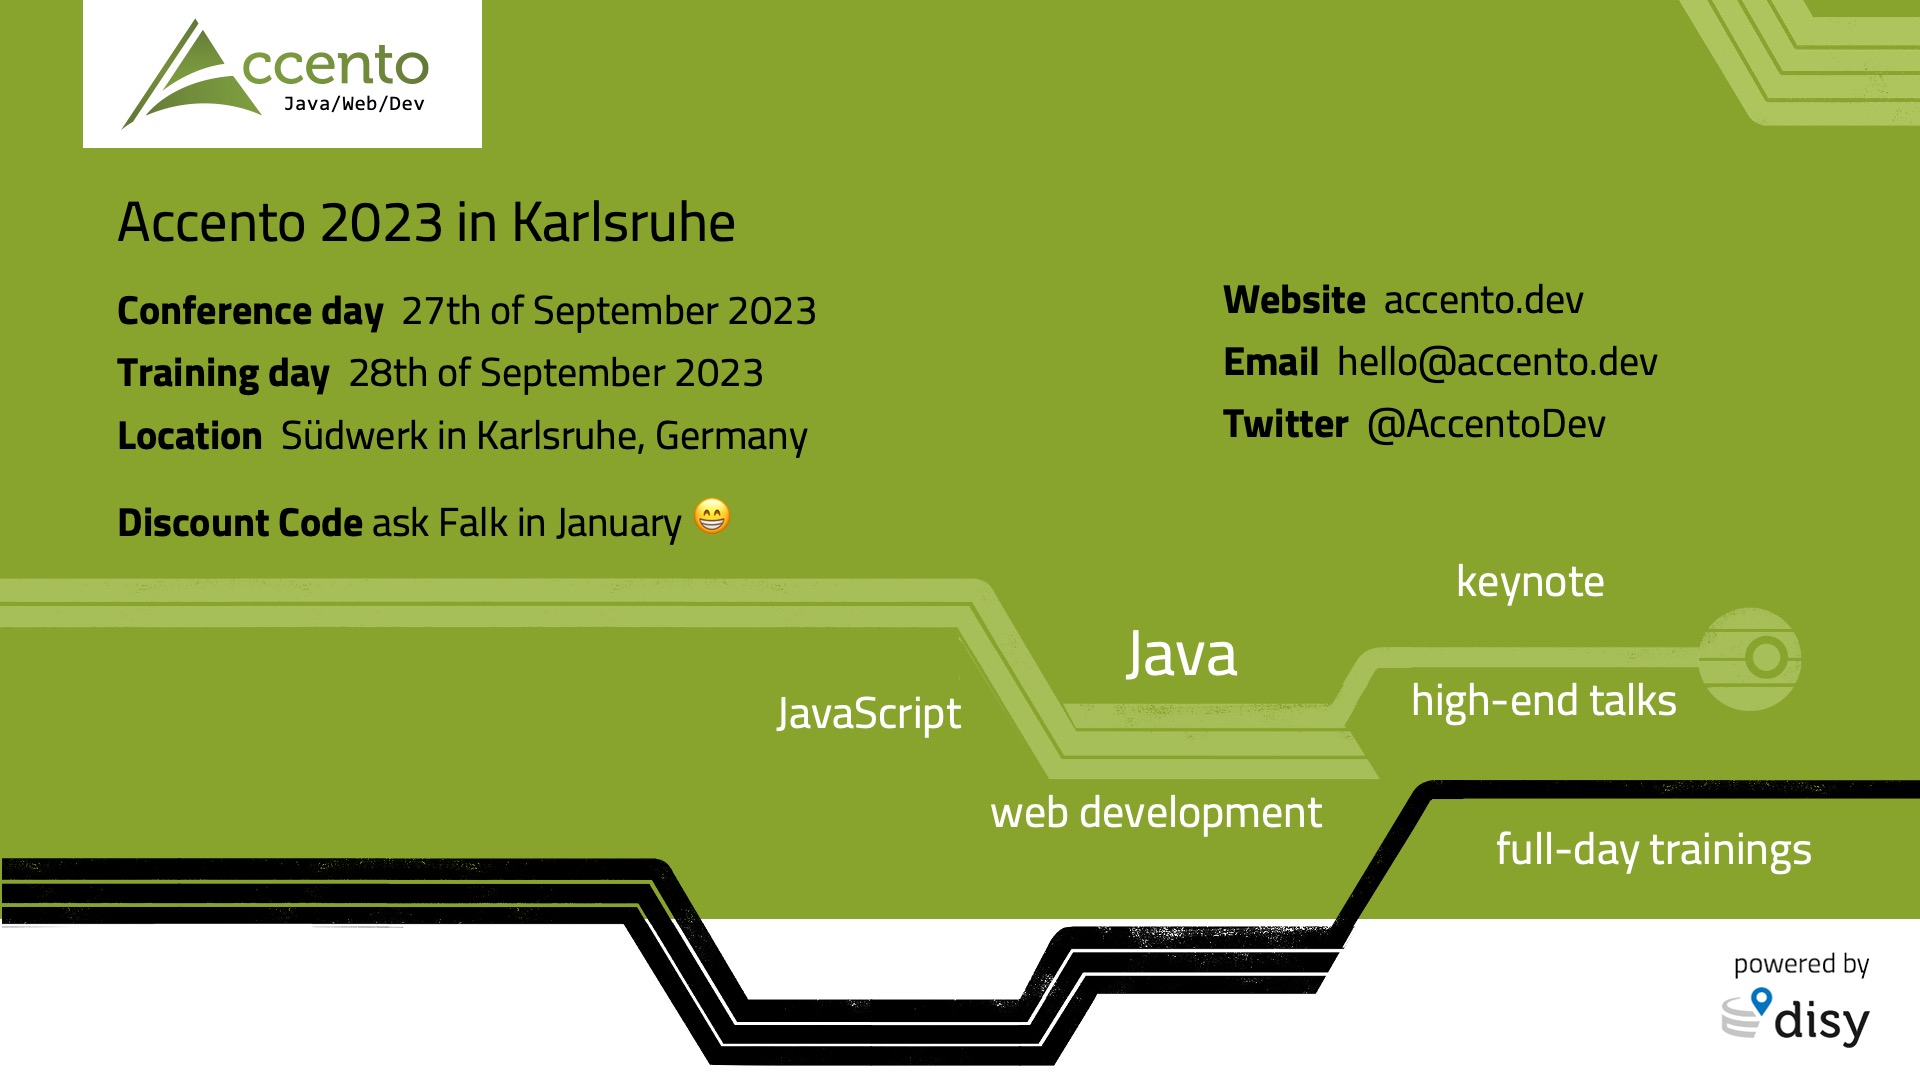 Accento
Java/Web/Dev
Accento 2023 in Karlsruhe
Conference day 27th of September 2023
Training day 28th of September 2023
Location Südwerk in Karlsruhe, Germany
Discount Code ask Falk in January 😁
Website accento.dev
Email hello@accento.dev
Twitter @AccentoDev
keynote
Java
high-end talks
JavaScript
web development
full-day trainings
powered by
disy